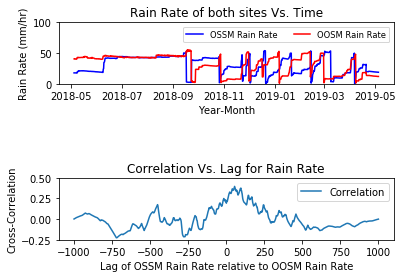 Rain Rate of both sites Vs. Time
Rain Rate (mm/hr)
100
50
0
OSSM Rain Rate OOSM Rain Rate
2018-05 2018-07 2018-09 2018-11 2019-01 2019-03 2019-05
Year-Month
Correlation Vs. Lag for Rain Rate
Cross-Correlation
0.50
0.25
0.00
−0.25
Correlation
−1000 −750 −500 −250 0 250 500 750 1000
Lag of OSSM Rain Rate relative to OOSM Rain Rate